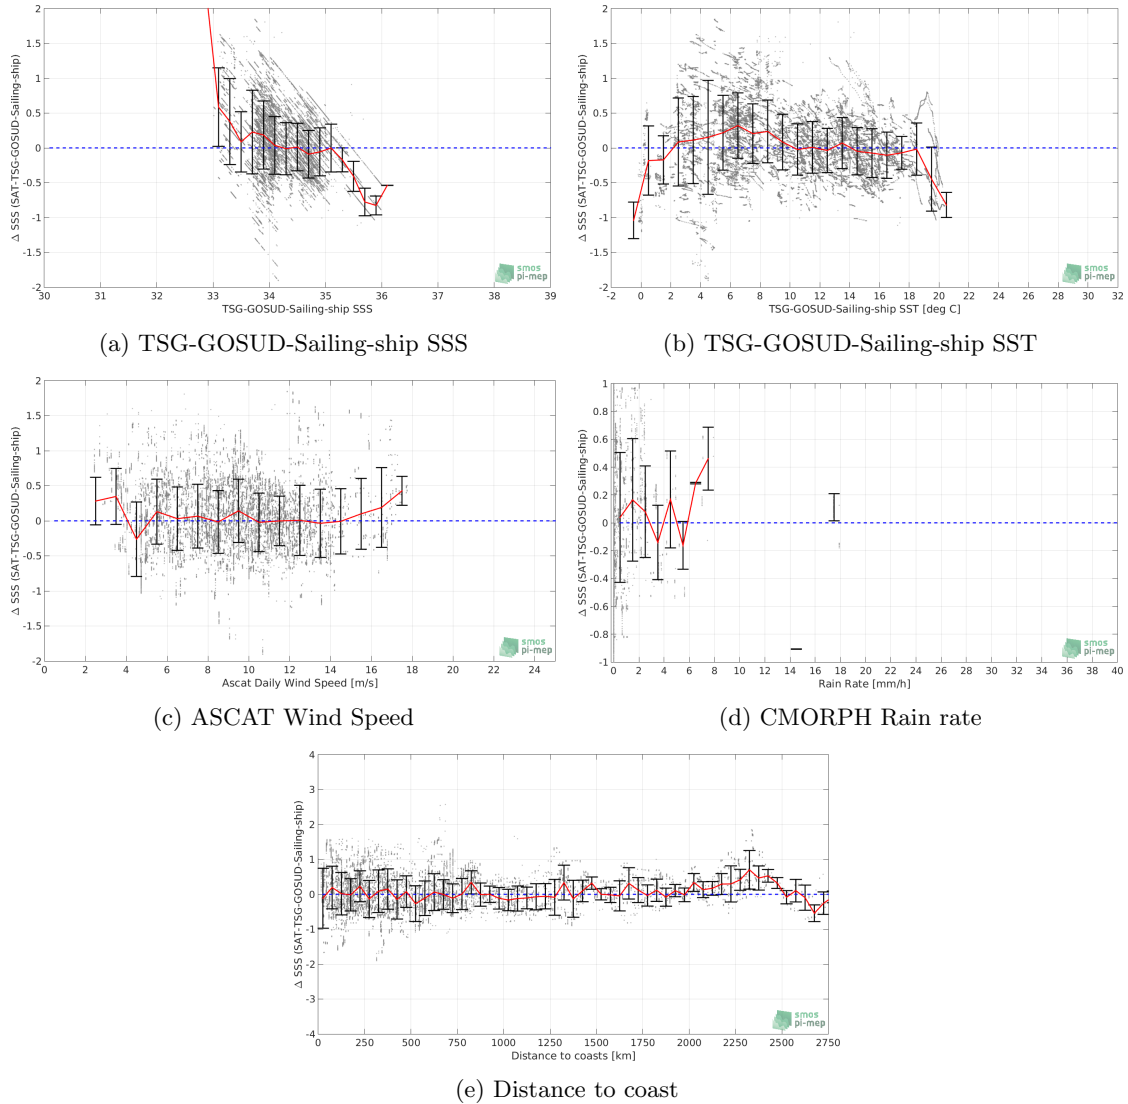 2
1.5
1
0.5
0
-0.5
-1
-1.5
-2
Δ SSS (SAT-TSG-GOSUD-Sailing-ship)
30 31 32 33 34 35 36 37 38 39
TSG-GOSUD-Sailing-ship SSS
smos
pi-mep
(a) TSG-GOSUD-Sailing-ship SSS
2
1.5
1
0.5
0
-0.5
-1
-1.5
-2
Δ SSS (SAT-TSG-GOSUD-Sailing-ship)
-2 0 2 4 6 8 10 12 14 16 18 20 22 24 26 28 30 32
TSG-GOSUD-Sailing-ship SST [deg C]
smos
pi-mep
(b) TSG-GOSUD-Sailing-ship SST
2
1.5
1
0.5
0
-0.5
-1
-1.5
-2
Δ SSS (SAT-TSG-GOSUD-Sailing-ship)
0 2 4 6 8 10 12 14 16 18 20 22 24
Ascat Daily Wind Speed [m/s]
smos
pi-mep
(c) ASCAT Wind Speed
1
0.8
0.6
0.4
0.2
0
-0.2
-0.4
-0.6
-0.8
-1
Δ SSS (SAT-TSG-GOSUD-Sailing-ship)
0 2 4 6 8 10 12 14 16 18 20 22 24 26 28 30 32 34 36 38 40
Rain Rate [mm/h]
smos
pi-mep
(d) CMORPH Rain rate
4
3
2
1
0
-1
-2
-3
-4
Δ SSS (SAT-TSG-GOSUD-Sailing-ship)
0 250 500 750 1000 1250 1500 1750 2000 2250 2500 2750
Distance to coasts [km]
smos
pi-mep
(e) Distance to coast